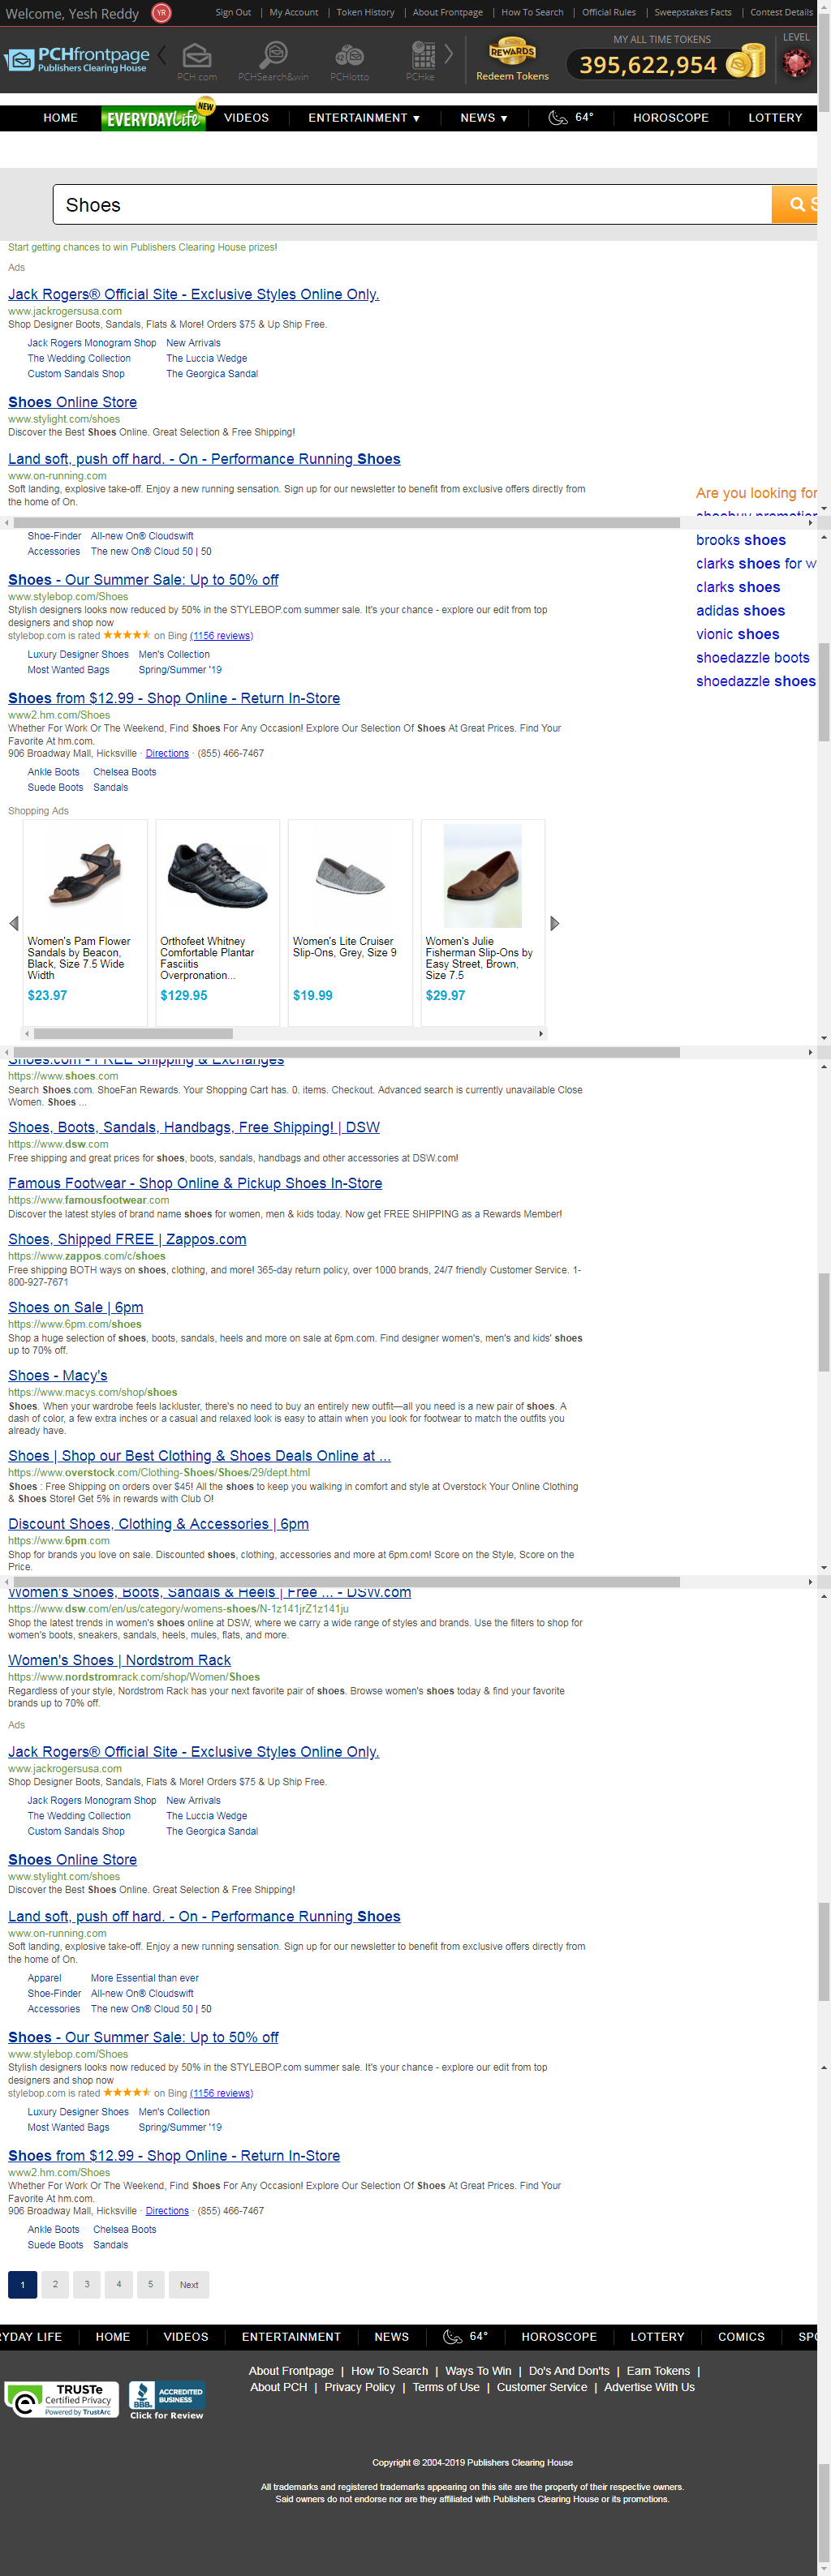 Welcome, Yesh Reddy YR Sign Out | My Account | Token History | About Frontpage | How To Search | Official Rules | Sweepstakes Facts | Contest Details
PCHfrontpage
Publishers Clearing House
PCH.com PCHSearch&win PCHlotto PCHke
REWARDS
Redeem Tokens
MY ALL TIME TOKENS
395,622,954
LEVEL
HOME EVERYDAY Life NEW VIDEOS ENTERTAINMENT ▼ NEWS ▼ 64° HOROSCOPE LOTTERY
Shoes
S
Start getting chances to win Publishers Clearing House prizes!
Ads
Jack Rogers® Official Site - Exclusive Styles Online Only.
www.jackrogersusa.com
Shop Designer Boots, Sandals, Flats & More! Orders $75 & Up Ship Free.
Jack Rogers Monogram Shop New Arrivals
The Wedding Collection The Luccia Wedge
Custom Sandals Shop The Georgica Sandal
Shoes Online Store
www.stylight.com/shoes
Discover the Best Shoes Online. Great Selection & Free Shipping!
Land soft, push off hard. - On - Performance Running Shoes
www.on-running.com
Soft landing, explosive take-off. Enjoy a new running sensation. Sign up for our newsletter to benefit from exclusive offers directly from
the home of On.
Are you looking for
shoebuy promotion
Shoe-Finder All-new On® Cloudswift
Accessories The new On® Cloud 50 | 50
brooks shoes
clarks shoes for w
clarks shoes
adidas shoes
vionic shoes
shoedazzle boots
shoedazzle shoes
Shoes - Our Summer Sale: Up to 50% off
www.stylebop.com/Shoes
Stylish designers looks now reduced by 50% in the STYLEBOP.com summer sale. It's your chance - explore our edit from top
designers and shop now
stylebop.com is rated ★★★★★ on Bing (1156 reviews)
Luxury Designer Shoes Men's Collection
Most Wanted Bags Spring/Summer '19
Shoes from $12.99 - Shop Online - Return In-Store
www2.hm.com/Shoes
Whether For Work Or The Weekend, Find Shoes For Any Occasion! Explore Our Selection Of Shoes At Great Prices. Find Your
Favorite At hm.com.
906 Broadway Mall, Hicksville · Directions · (855) 466-7467
Ankle Boots Chelsea Boots
Suede Boots Sandals
Shopping Ads
Women's Pam Flower
Sandals by Beacon,
Black, Size 7.5 Wide
Width
$23.97
Orthofeet Whitney
Comfortable Plantar
Fasciitis
Overpronation...
$129.95
Women's Lite Cruiser
Slip-Ons, Grey, Size 9
$19.99
Women's Julie
Fisherman Slip-Ons by
Easy Street, Brown,
Size 7.5
$29.97
Shoes.com - FREE Shipping & Exchanges
https://www.shoes.com
Search Shoes.com. ShoeFan Rewards. Your Shopping Cart has. 0. items. Checkout. Advanced search is currently unavailable Close
Women. Shoes ...
Shoes, Boots, Sandals, Handbags, Free Shipping! | DSW
https://www.dsw.com
Free shipping and great prices for shoes, boots, sandals, handbags and other accessories at DSW.com!
Famous Footwear - Shop Online & Pickup Shoes In-Store
https://www.famousfootwear.com
Discover the latest styles of brand name shoes for women, men & kids today. Now get FREE SHIPPING as a Rewards Member!
Shoes, Shipped FREE | Zappos.com
https://www.zappos.com/c/shoes
Free shipping BOTH ways on shoes, clothing, and more! 365-day return policy, over 1000 brands, 24/7 friendly Customer Service. 1-
800-927-7671
Shoes on Sale | 6pm
https://www.6pm.com/shoes
Shop a huge selection of shoes, boots, sandals, heels and more on sale at 6pm.com. Find designer women's, men's and kids' shoes
up to 70% off.
Shoes - Macy's
https://www.macys.com/shop/shoes
Shoes. When your wardrobe feels lackluster, there's no need to buy an entirely new outfit—all you need is a new pair of shoes. A
dash of color, a few extra inches or a casual and relaxed look is easy to attain when you look for footwear to match the outfits you
already have.
Shoes | Shop our Best Clothing & Shoes Deals Online at ...
https://www.overstock.com/Clothing-Shoes/Shoes/29/dept.html
Shoes : Free Shipping on orders over $45! All the shoes to keep you walking in comfort and style at Overstock Your Online Clothing
& Shoes Store! Get 5% in rewards with Club O!
Discount Shoes, Clothing & Accessories | 6pm
https://www.6pm.com
Shop for brands you love on sale. Discounted shoes, clothing, accessories and more at 6pm.com! Score on the Style, Score on the
Price.
Women's Shoes, Boots, Sandals & Heels | Free ... - DSW.com
https://www.dsw.com/en/us/category/womens-shoes/N-1z141jrZ1z141ju
Shop the latest trends in women's shoes online at DSW, where we carry a wide range of styles and brands. Use the filters to shop for
women's boots, sneakers, sandals, heels, mules, flats, and more.
Women's Shoes | Nordstrom Rack
https://www.nordstromrack.com/shop/Women/Shoes
Regardless of your style, Nordstrom Rack has your next favorite pair of shoes. Browse women's shoes today & find your favorite
brands up to 70% off.
Ads
Jack Rogers® Official Site - Exclusive Styles Online Only.
www.jackrogersusa.com
Shop Designer Boots, Sandals, Flats & More! Orders $75 & Up Ship Free.
Jack Rogers Monogram Shop New Arrivals
The Wedding Collection The Luccia Wedge
Custom Sandals Shop The Georgica Sandal
Shoes Online Store
www.stylight.com/shoes
Discover the Best Shoes Online. Great Selection & Free Shipping!
Land soft, push off hard. - On - Performance Running Shoes
www.on-running.com
Soft landing, explosive take-off. Enjoy a new running sensation. Sign up for our newsletter to benefit from exclusive offers directly from
the home of On.
Apparel More Essential than ever
Shoe-Finder All-new On® Cloudswift
Accessories The new On® Cloud 50 | 50
Shoes - Our Summer Sale: Up to 50% off
www.stylebop.com/Shoes
Stylish designers looks now reduced by 50% in the STYLEBOP.com summer sale. It's your chance - explore our edit from top
designers and shop now
stylebop.com is rated ★★★★★ on Bing (1156 reviews)
Luxury Designer Shoes Men's Collection
Most Wanted Bags Spring/Summer '19
Shoes from $12.99 - Shop Online - Return In-Store
www2.hm.com/Shoes
Whether For Work Or The Weekend, Find Shoes For Any Occasion! Explore Our Selection Of Shoes At Great Prices. Find Your
Favorite At hm.com.
906 Broadway Mall, Hicksville · Directions · (855) 466-7467
Ankle Boots Chelsea Boots
Suede Boots Sandals
1 2 3 4 5 Next
RYDAY LIFE HOME VIDEOS ENTERTAINMENT NEWS 64° HOROSCOPE LOTTERY COMICS SPO
About Frontpage | How To Search | Ways To Win | Do's And Don'ts | Earn Tokens |
About PCH | Privacy Policy | Terms of Use | Customer Service | Advertise With Us
TRUSTe
Certified Privacy
Powered by TrustArc
BBB ACCREDITED BUSINESS
Click for Review
Copyright © 2004-2019 Publishers Clearing House
All trademarks and registered trademarks appearing on this site are the property of their respective owners.
Said owners do not endorse nor are they affiliated with Publishers Clearing House or its promotions.